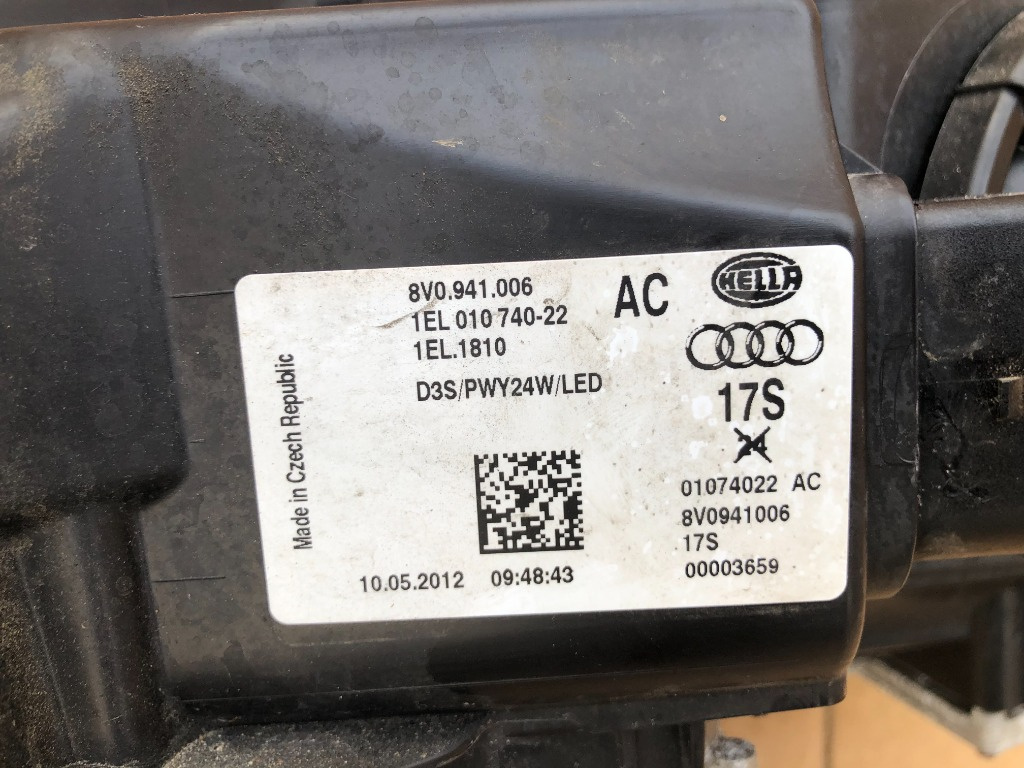 8V0.941.006
1EL 010 740-22
1EL.1810
D3S/PWY24W/LED
AC
HELLA
17S
24
01074022 AC
8V0941006
17S
00003659
10.05.2012 09:48:43
Made in Czech Republic